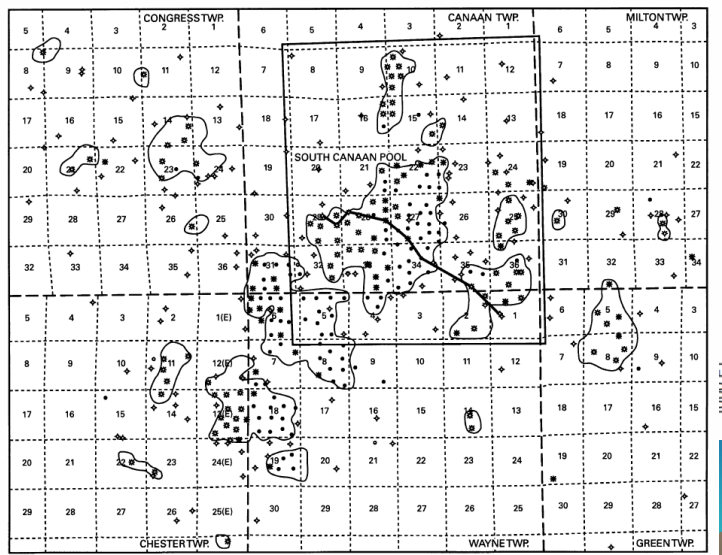 CONGRESS TWP. CANAAN TWP. MILTON TWP.
5 4 3 2 1 6 5 4 3 2 1 6 5 4 3
8 9 10 11 12 7 8 9 10 11 12 7 8 9 10
17 16 15 14 13 18 17 16 15 14 13 18 17 16 15
SOUTH CANAAN POOL
20 21 22 23 24 19 20 21 22 23 24 19 20 21 22
29 28 27 26 25 30 29 28 27 26 25 30 29 28 27
32 33 34 35 36 31 32 34 35 36 31 32 33 34
5 4 3 2 1(E) 6 5 4 3 2 1 6 5 4 3
8 9 10 11 12(E) 7 8 9 10 11 12 7 8 9 10
17 16 15 14 13(E) 18 17 16 15 14 13 18 17 16 15
20 21 22 23 24(E) 19 20 21 22 23 24 19 20 21 22
29 28 27 26 25(E) 30 29 28 27 26 25 30 29 28 27
CHESTER TWP. WAYNE TWP. GREEN TWP.